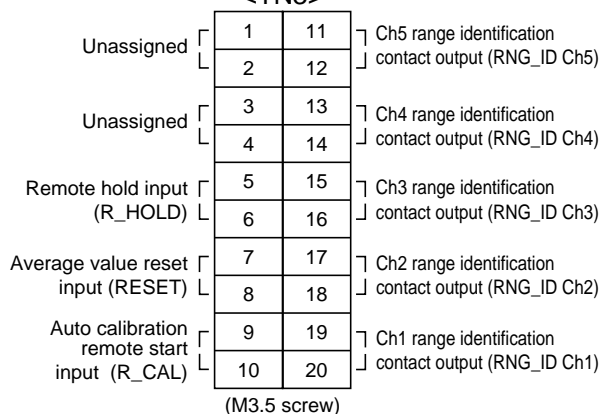 Unassigned
1 11
2 12
Ch5 range identification
contact output (RNG_ID Ch5)
Unassigned
3 13
4 14
Ch4 range identification
contact output (RNG_ID Ch4)
Remote hold input
(R_HOLD)
5 15
6 16
Ch3 range identification
contact output (RNG_ID Ch3)
Average value reset
input (RESET)
7 17
8 18
Ch2 range identification
contact output (RNG_ID Ch2)
Auto calibration
remote start
input (R_CAL)
9 19
10 20
Ch1 range identification
contact output (RNG_ID Ch1)
(M3.5 screw)